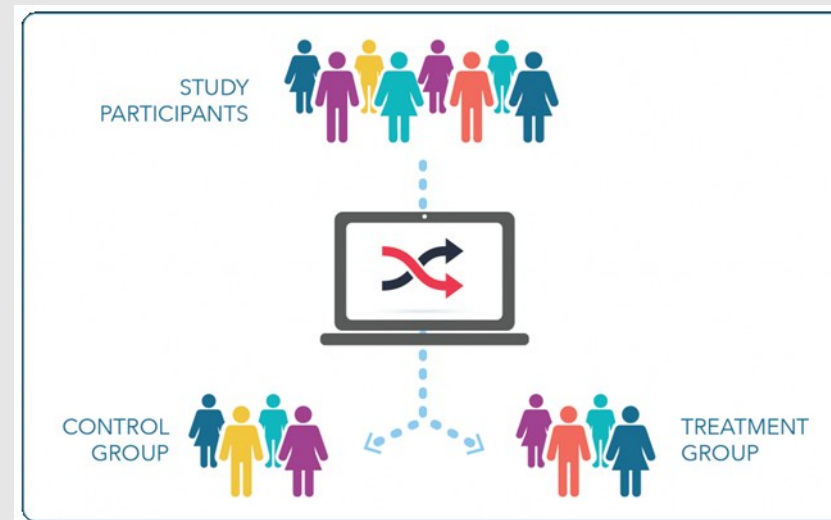 STUDY
PARTICIPANTS
CONTROL
GROUP
TREATMENT
GROUP